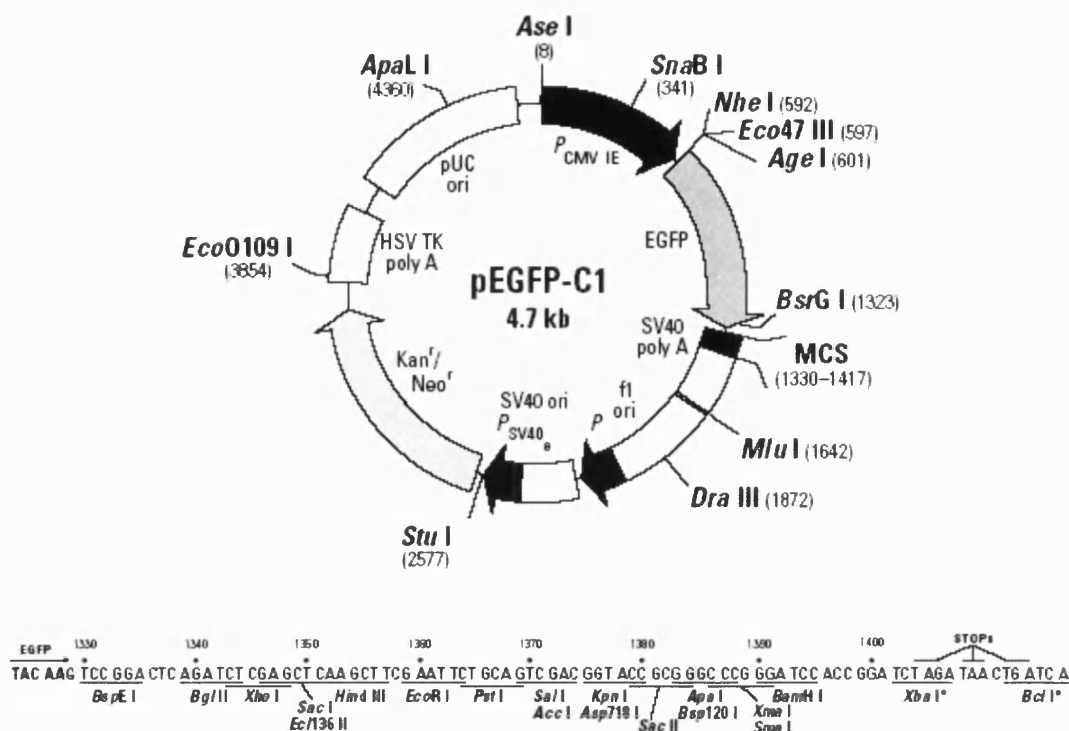 Ase I
(8)
ApaL I
(4360)
SnaB I
(341)
Nhe I (592)
Eco47 III (597)
Age I (601)
P CMV IE
pUC
ori
EGFP
EcoO109 I
(3854)
HSV TK
poly A
pEGFP-C1
4.7 kb
BsrG I (1323)
SV40
poly A
MCS
(1330–1417)
Kanr/
Neor
f1
ori
SV40 ori
P SV40 e
P
Mlu I (1642)
Dra III (1872)
Stu I
(2577)
EGFP 1330 1340 1350 1360 1370 1380 1390 1400 STOPs
TAC AAG TCC GGA CTC AGA TCT CGA GCT CAA GCT TCG AAT TCT GCA GTC GAC GGT ACC GCG GGC CCG GGA TCC ACC GGA TCT AGA TAA CTG ATC A
BspE I Bgl II Xho I Hind III EcoR I Pst I Sal I Kpn I Apa I BamH I Xba I* Bcl I*
Sac I Acc I Asp718 I Bsp120 I Xma I
Ecl136 II Sac II Sma I